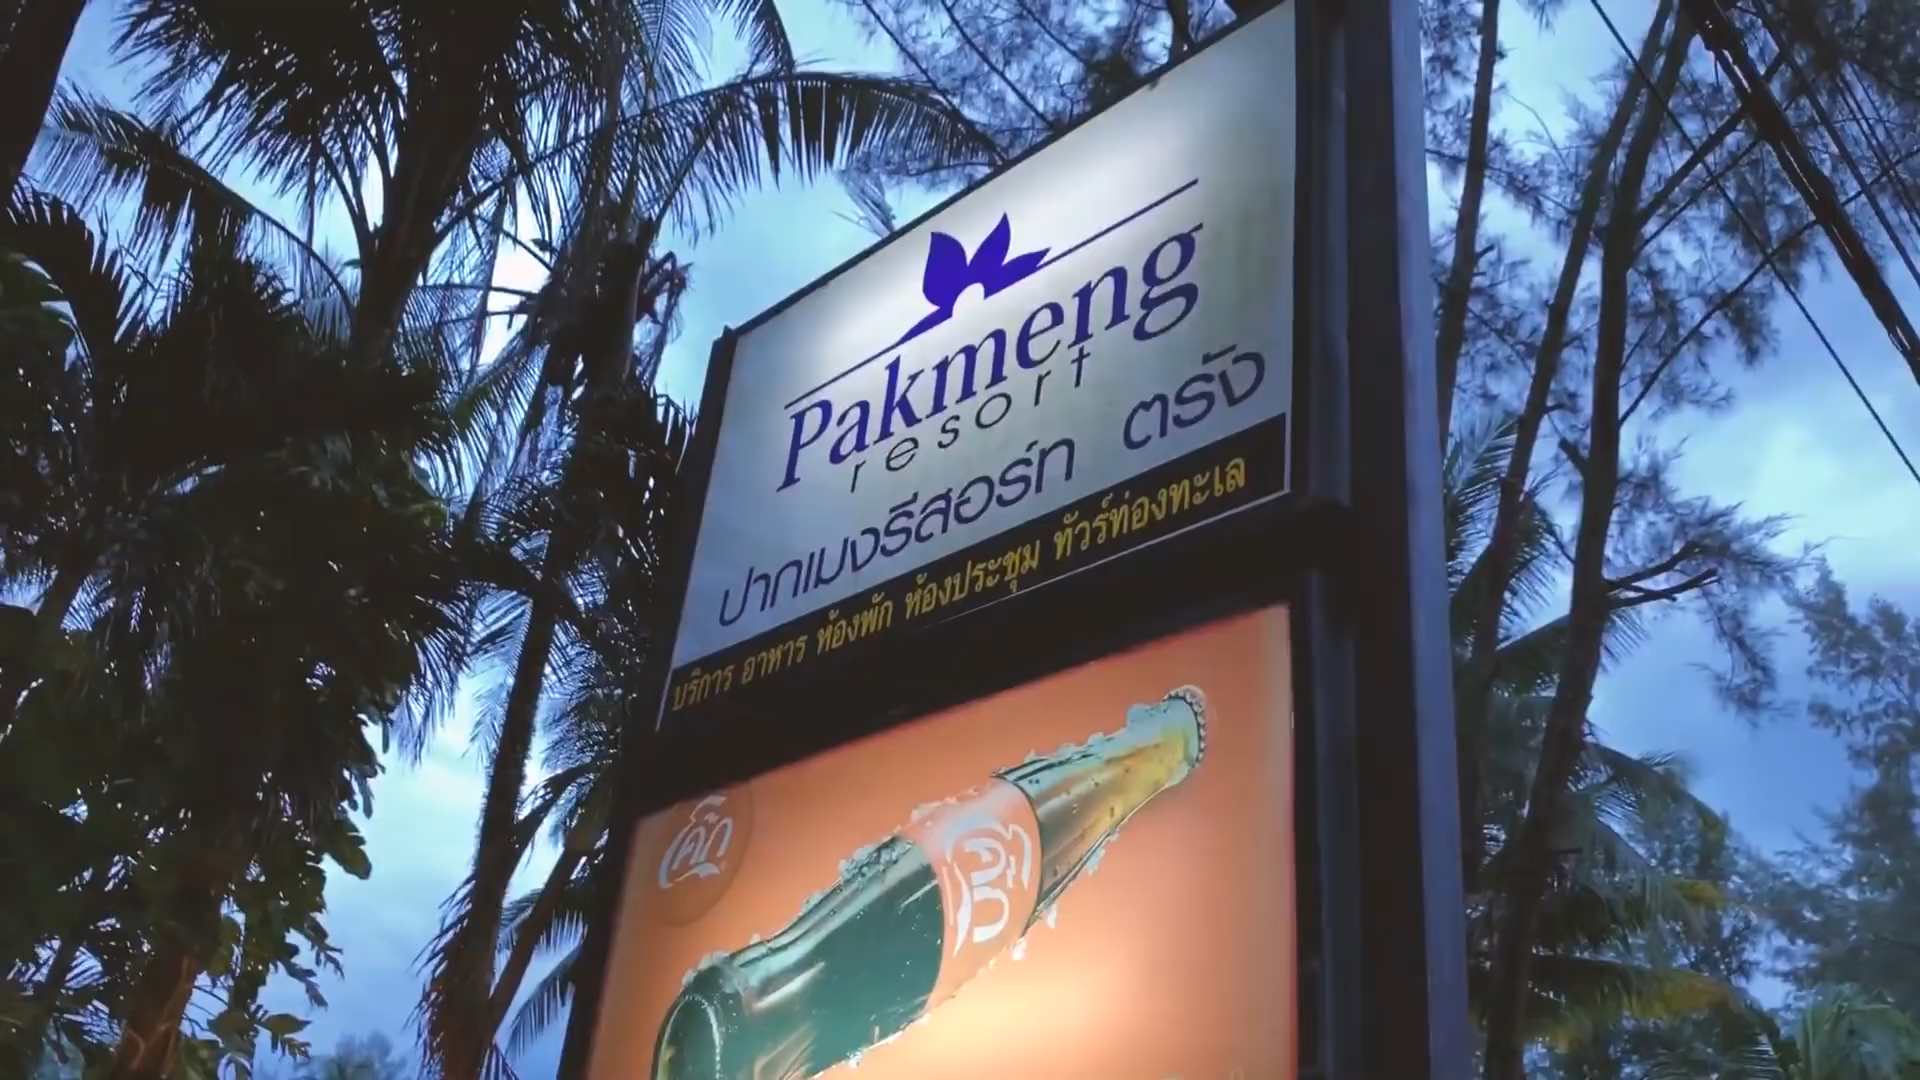 Pakmeng
resort
ปากเมงรีสอร์ท ตรัง
บริการ อาหาร ห้องพัก ห้องประชุม ทัวร์ท่องทะเล